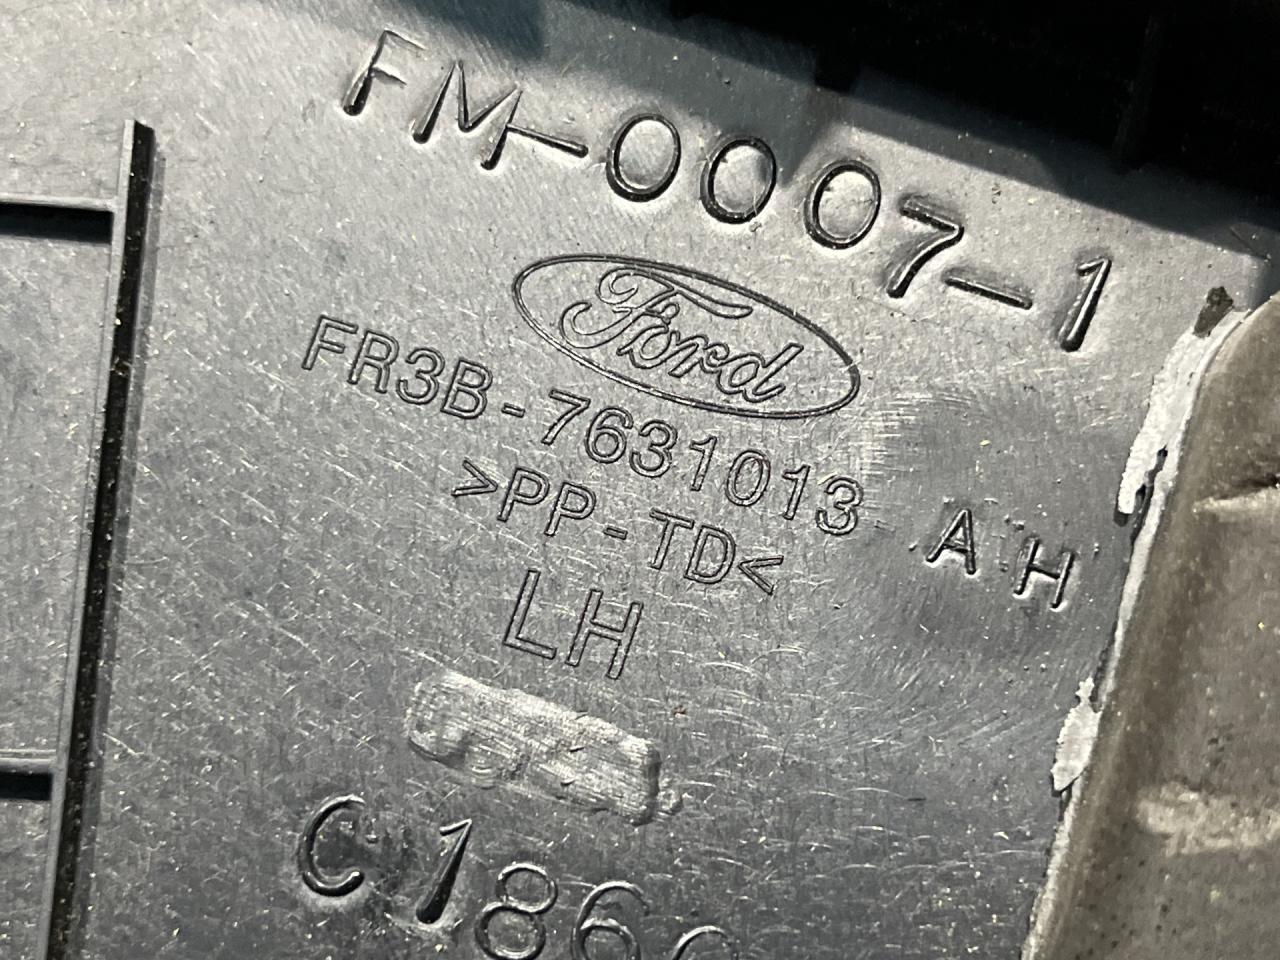 FM-0007-1
Ford
FR3B-7631013 AH
>PP-TD<
LH